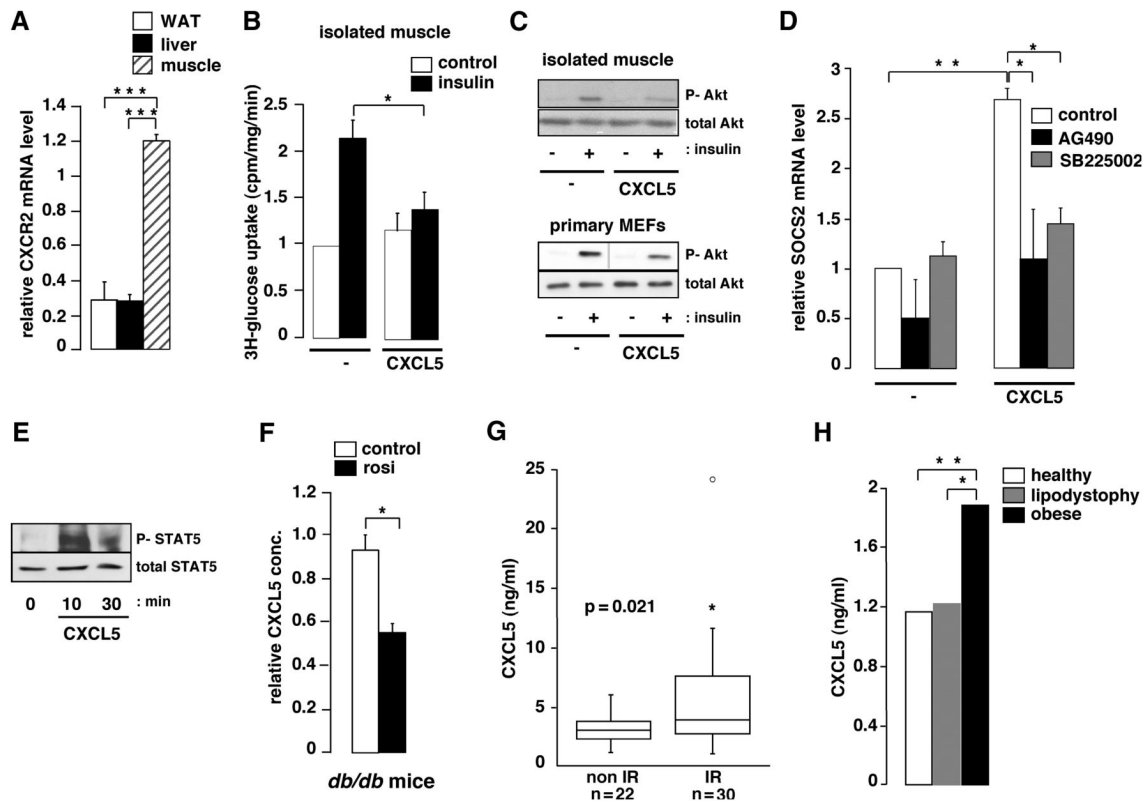 A
WAT
liver
muscle
* * *
* * *
relative CXCR2 mRNA level
1.4
1.2
1
0.4
0.2
0
B
isolated muscle
control
insulin
*
3H-glucose uptake (cpm/mg/min)
2.5
2
1.5
1
0.5
0
-
CXCL5
C
isolated muscle
P- Akt
total Akt
- + - + : insulin
- CXCL5
primary MEFs
P- Akt
total Akt
- + - + : insulin
- CXCL5
D
* *
*
*
control
AG490
SB225002
relative SOCS2 mRNA level
3
2.5
2
1.5
1
0.5
0
-
CXCL5
E
P- STAT5
total STAT5
0 10 30 : min
CXCL5
F
control
rosi
*
relative CXCL5 conc.
1.2
1.0
0.8
0.6
0.4
0.2
0
db/db mice
G
CXCL5 (ng/ml)
25
20
15
10
5
0
p = 0.021
*
non IR IR
n=22 n=30
H
* *
*
healthy
lipodystophy
obese
CXCL5 (ng/ml)
2
1.6
1.2
0.4
0